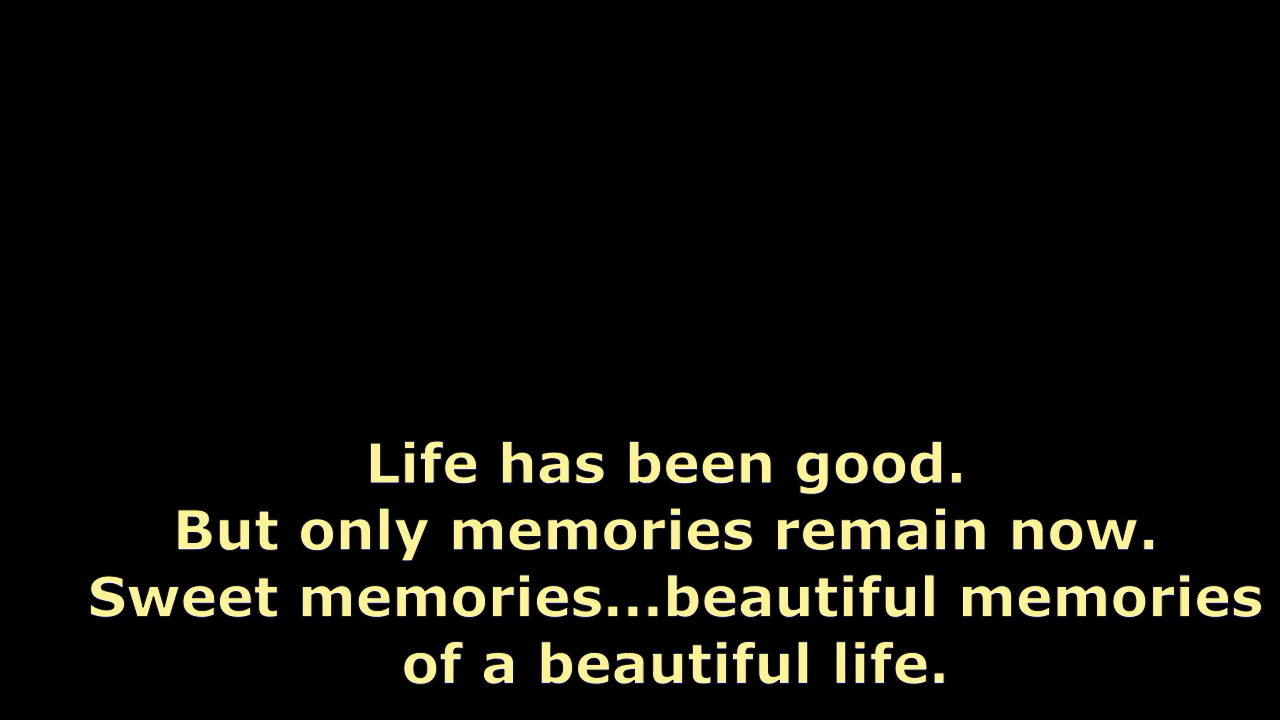 Life has been good.
But only memories remain now.
Sweet memories...beautiful memories
of a beautiful life.